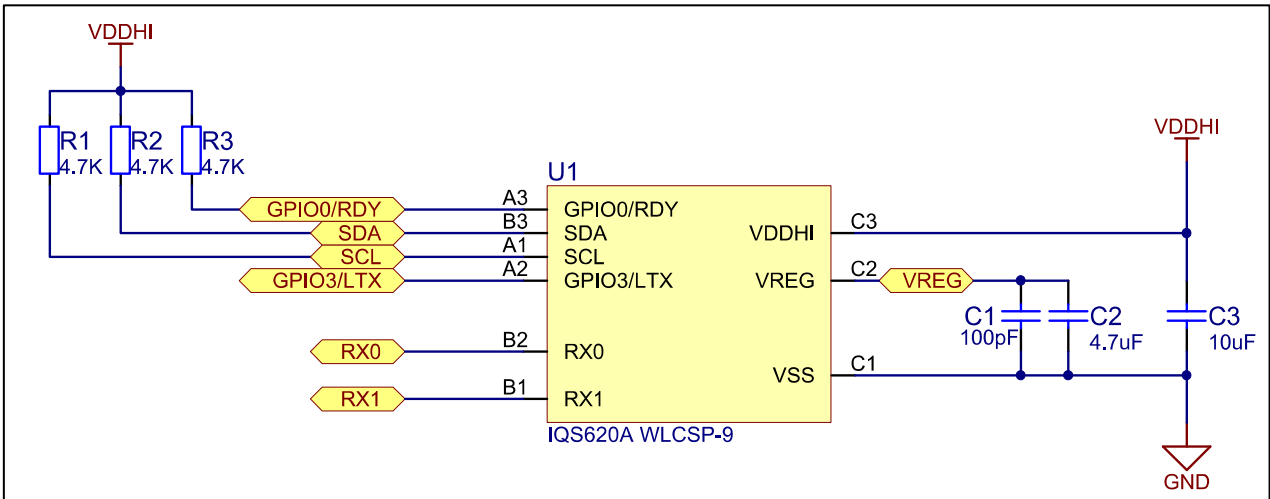 VDDHI
R1
4.7K
R2
4.7K
R3
4.7K
VDDHI
U1
GPIO0/RDY
A3
GPIO0/RDY
SDA
B3
SDA
SCL
A1
SCL
GPIO3/LTX
A2
GPIO3/LTX
RX0
B2
RX0
RX1
B1
RX1
VDDHI
C3
VREG
C2
VREG
VSS
C1
C1
100pF
C2
4.7uF
C3
10uF
IQS620A WLCSP-9
GND